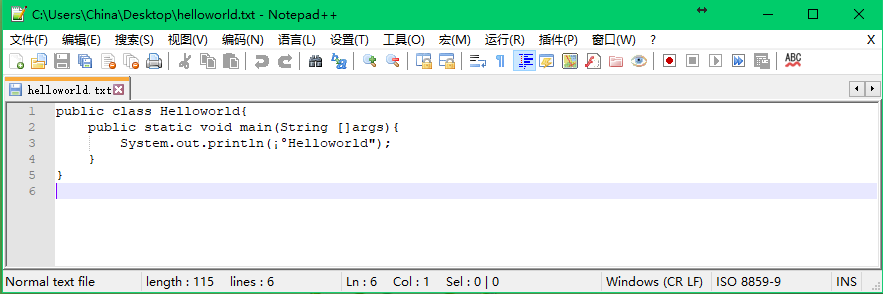 C:\Users\China\Desktop\helloworld.txt - Notepad++
文件(F) 编辑(E) 搜索(S) 视图(V) 编码(N) 语言(L) 设置(T) 工具(O) 宏(M) 运行(R) 插件(P) 窗口(W) ? X
ABC
helloworld.txt
1 public class Helloworld{
2 public static void main(String []args){
3 System.out.println(¡°Helloworld");
4 }
5 }
6
Normal text file length : 115 lines : 6 Ln : 6 Col : 1 Sel : 0 | 0 Windows (CR LF) ISO 8859-9 INS